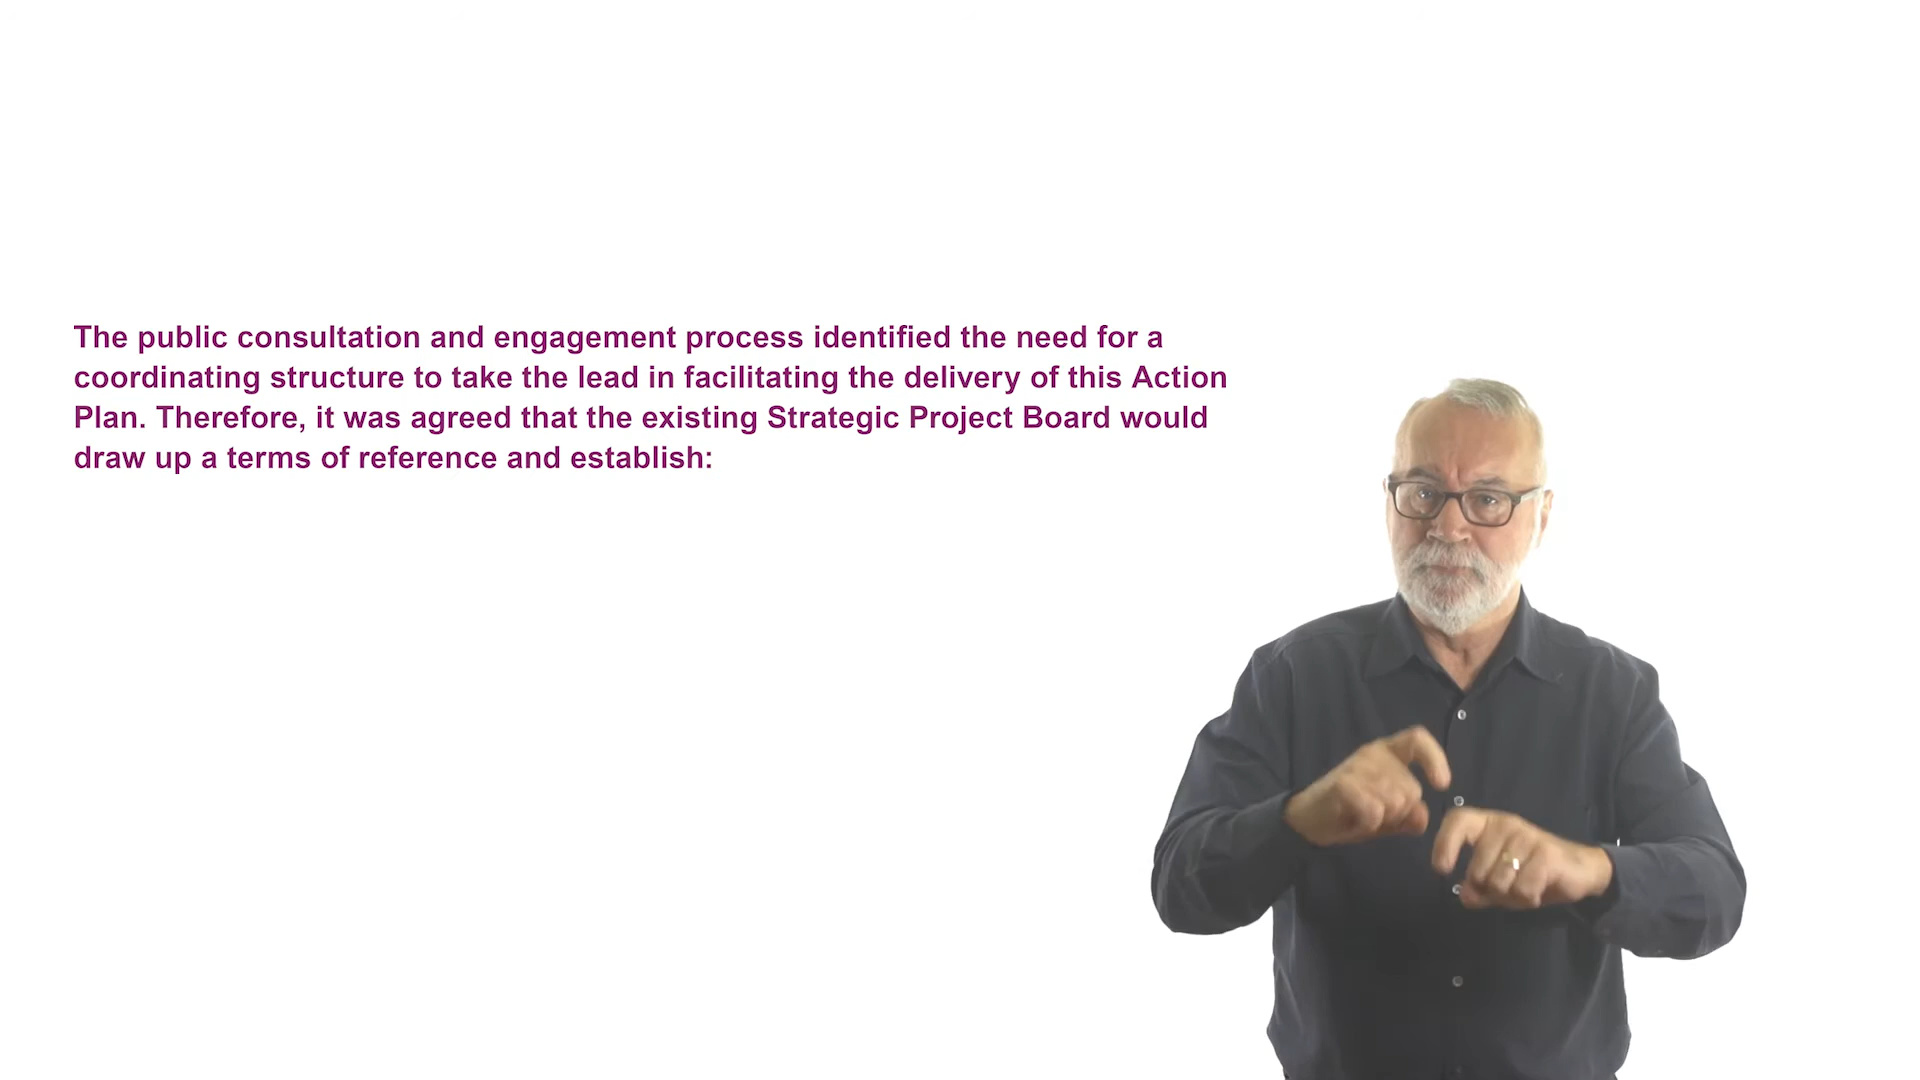 The public consultation and engagement process identified the need for a
coordinating structure to take the lead in facilitating the delivery of this Action
Plan. Therefore, it was agreed that the existing Strategic Project Board would
draw up a terms of reference and establish: